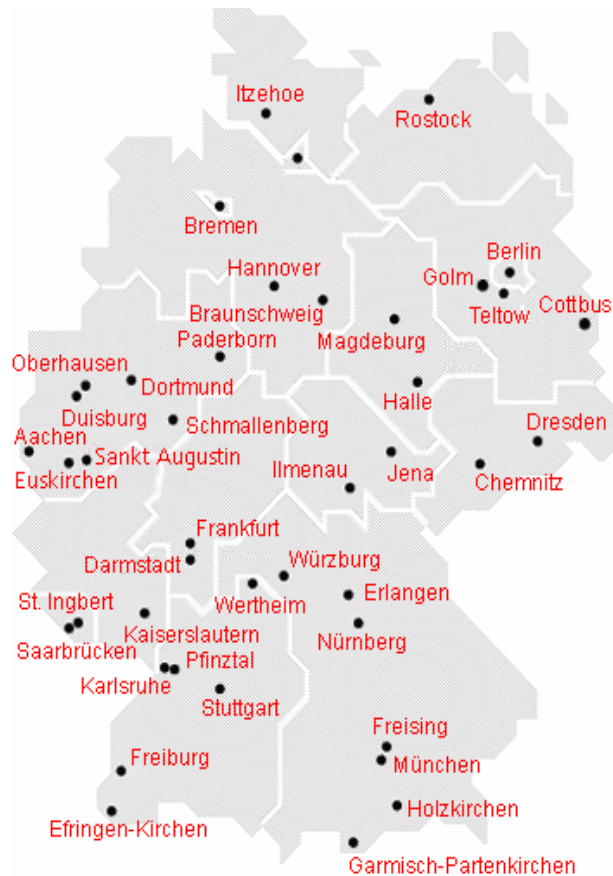 Itzehoe
Rostock
Bremen
Berlin
Hannover
Golm
Braunschweig
Teltow
Cottbus
Magdeburg
Paderborn
Oberhausen
Dortmund
Halle
Duisburg
Schmallenberg
Dresden
Aachen
Sankt Augustin
Jena
Euskirchen
Ilmenau
Chemnitz
Frankfurt
Würzburg
Darmstadt
Wertheim
Erlangen
St. Ingbert
Kaiserslautern
Nürnberg
Saarbrücken
Pfinztal
Karlsruhe
Stuttgart
Freising
Freiburg
München
Holzkirchen
Efringen-Kirchen
Garmisch-Partenkirchen